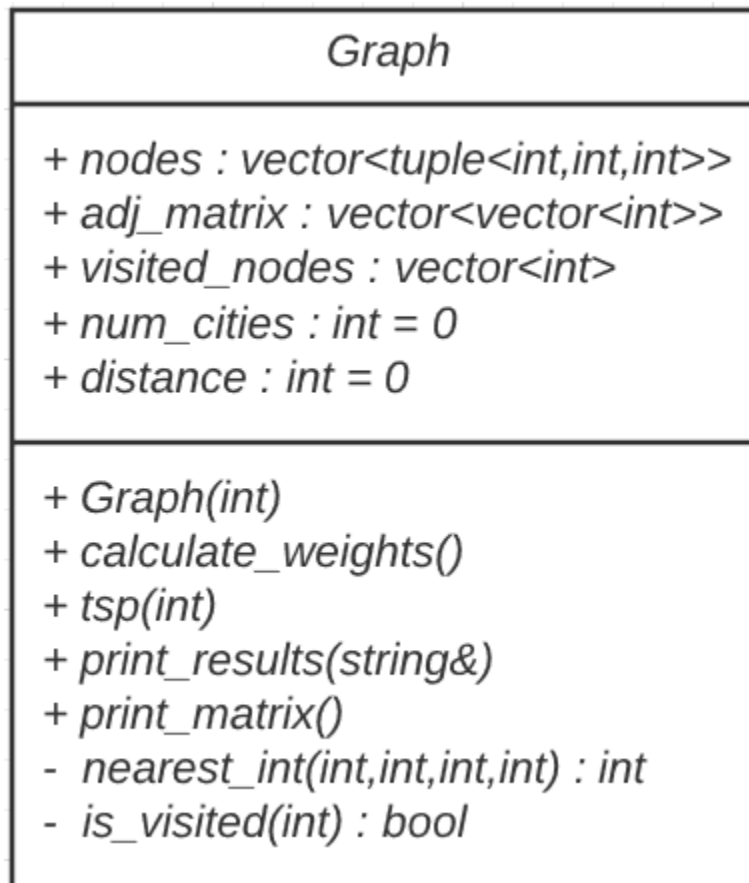 Graph
+ nodes : vector<tuple<int,int,int>>
+ adj_matrix : vector<vector<int>>
+ visited_nodes : vector<int>
+ num_cities : int = 0
+ distance : int = 0
+ Graph(int)
+ calculate_weights()
+ tsp(int)
+ print_results(string&)
+ print_matrix()
- nearest_int(int,int,int,int) : int
- is_visited(int) : bool